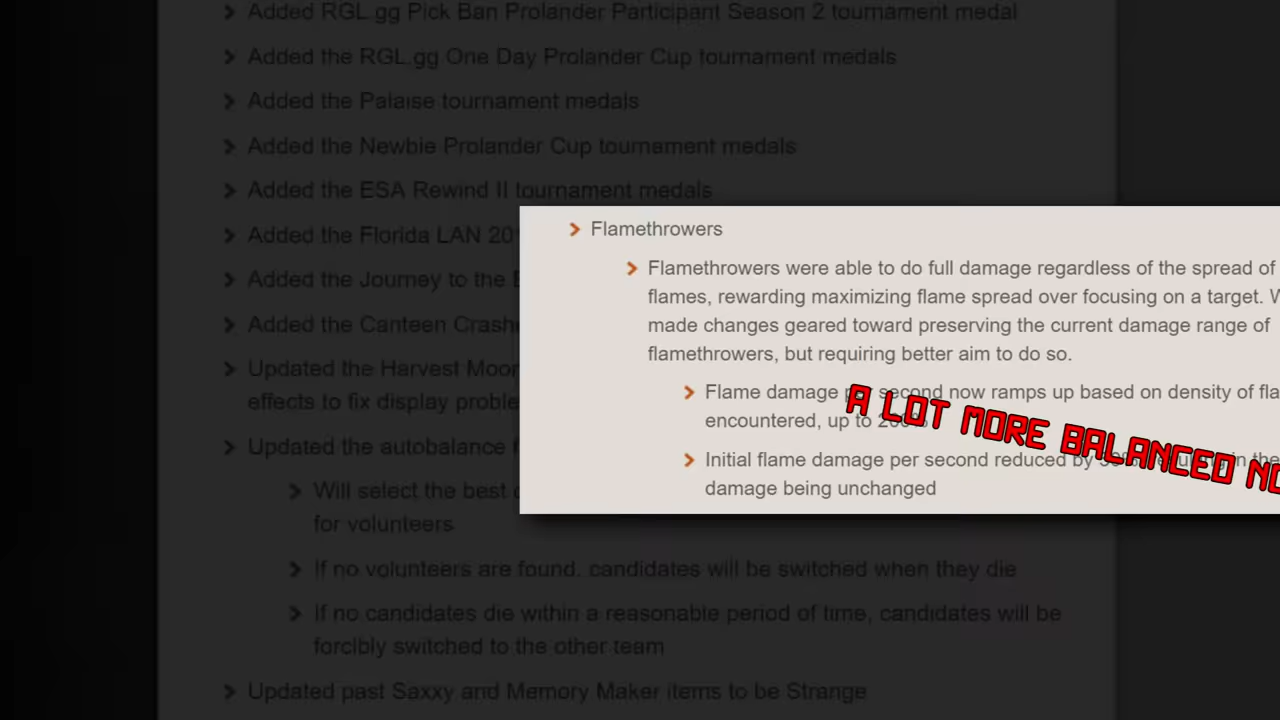 Added RGL.gg Pick Ban Prolander Participant Season 2 tournament medal
Added the RGL.gg One Day Prolander Cup tournament medals
Added the Palaise tournament medals
Added the Newbie Prolander Cup tournament medals
Added the ESA Rewind II tournament medals
Added the Florida LAN
Added the Journey to the
Added the Canteen
Updated the Harvest Moon
effects to fix display
Updated the autobalance
Will select the best
for volunteers
If no volunteers are found, candidates will be switched when they die
If no candidates die within a reasonable period of time, candidates will be
forcibly switched to the other team
Updated past Saxxy and Memory Maker items to be Strange
Flamethrowers
Flamethrowers were able to do full damage regardless of the spread of
flames, rewarding maximizing flame spread over focusing on a target.
made changes geared toward preserving the current damage range of
flamethrowers, but requiring better aim to do so.
Flame damage second now ramps up based on density of
encountered, up to
Initial flame damage per second reduced by in the
damage being unchanged
A LOT MORE BALANCED